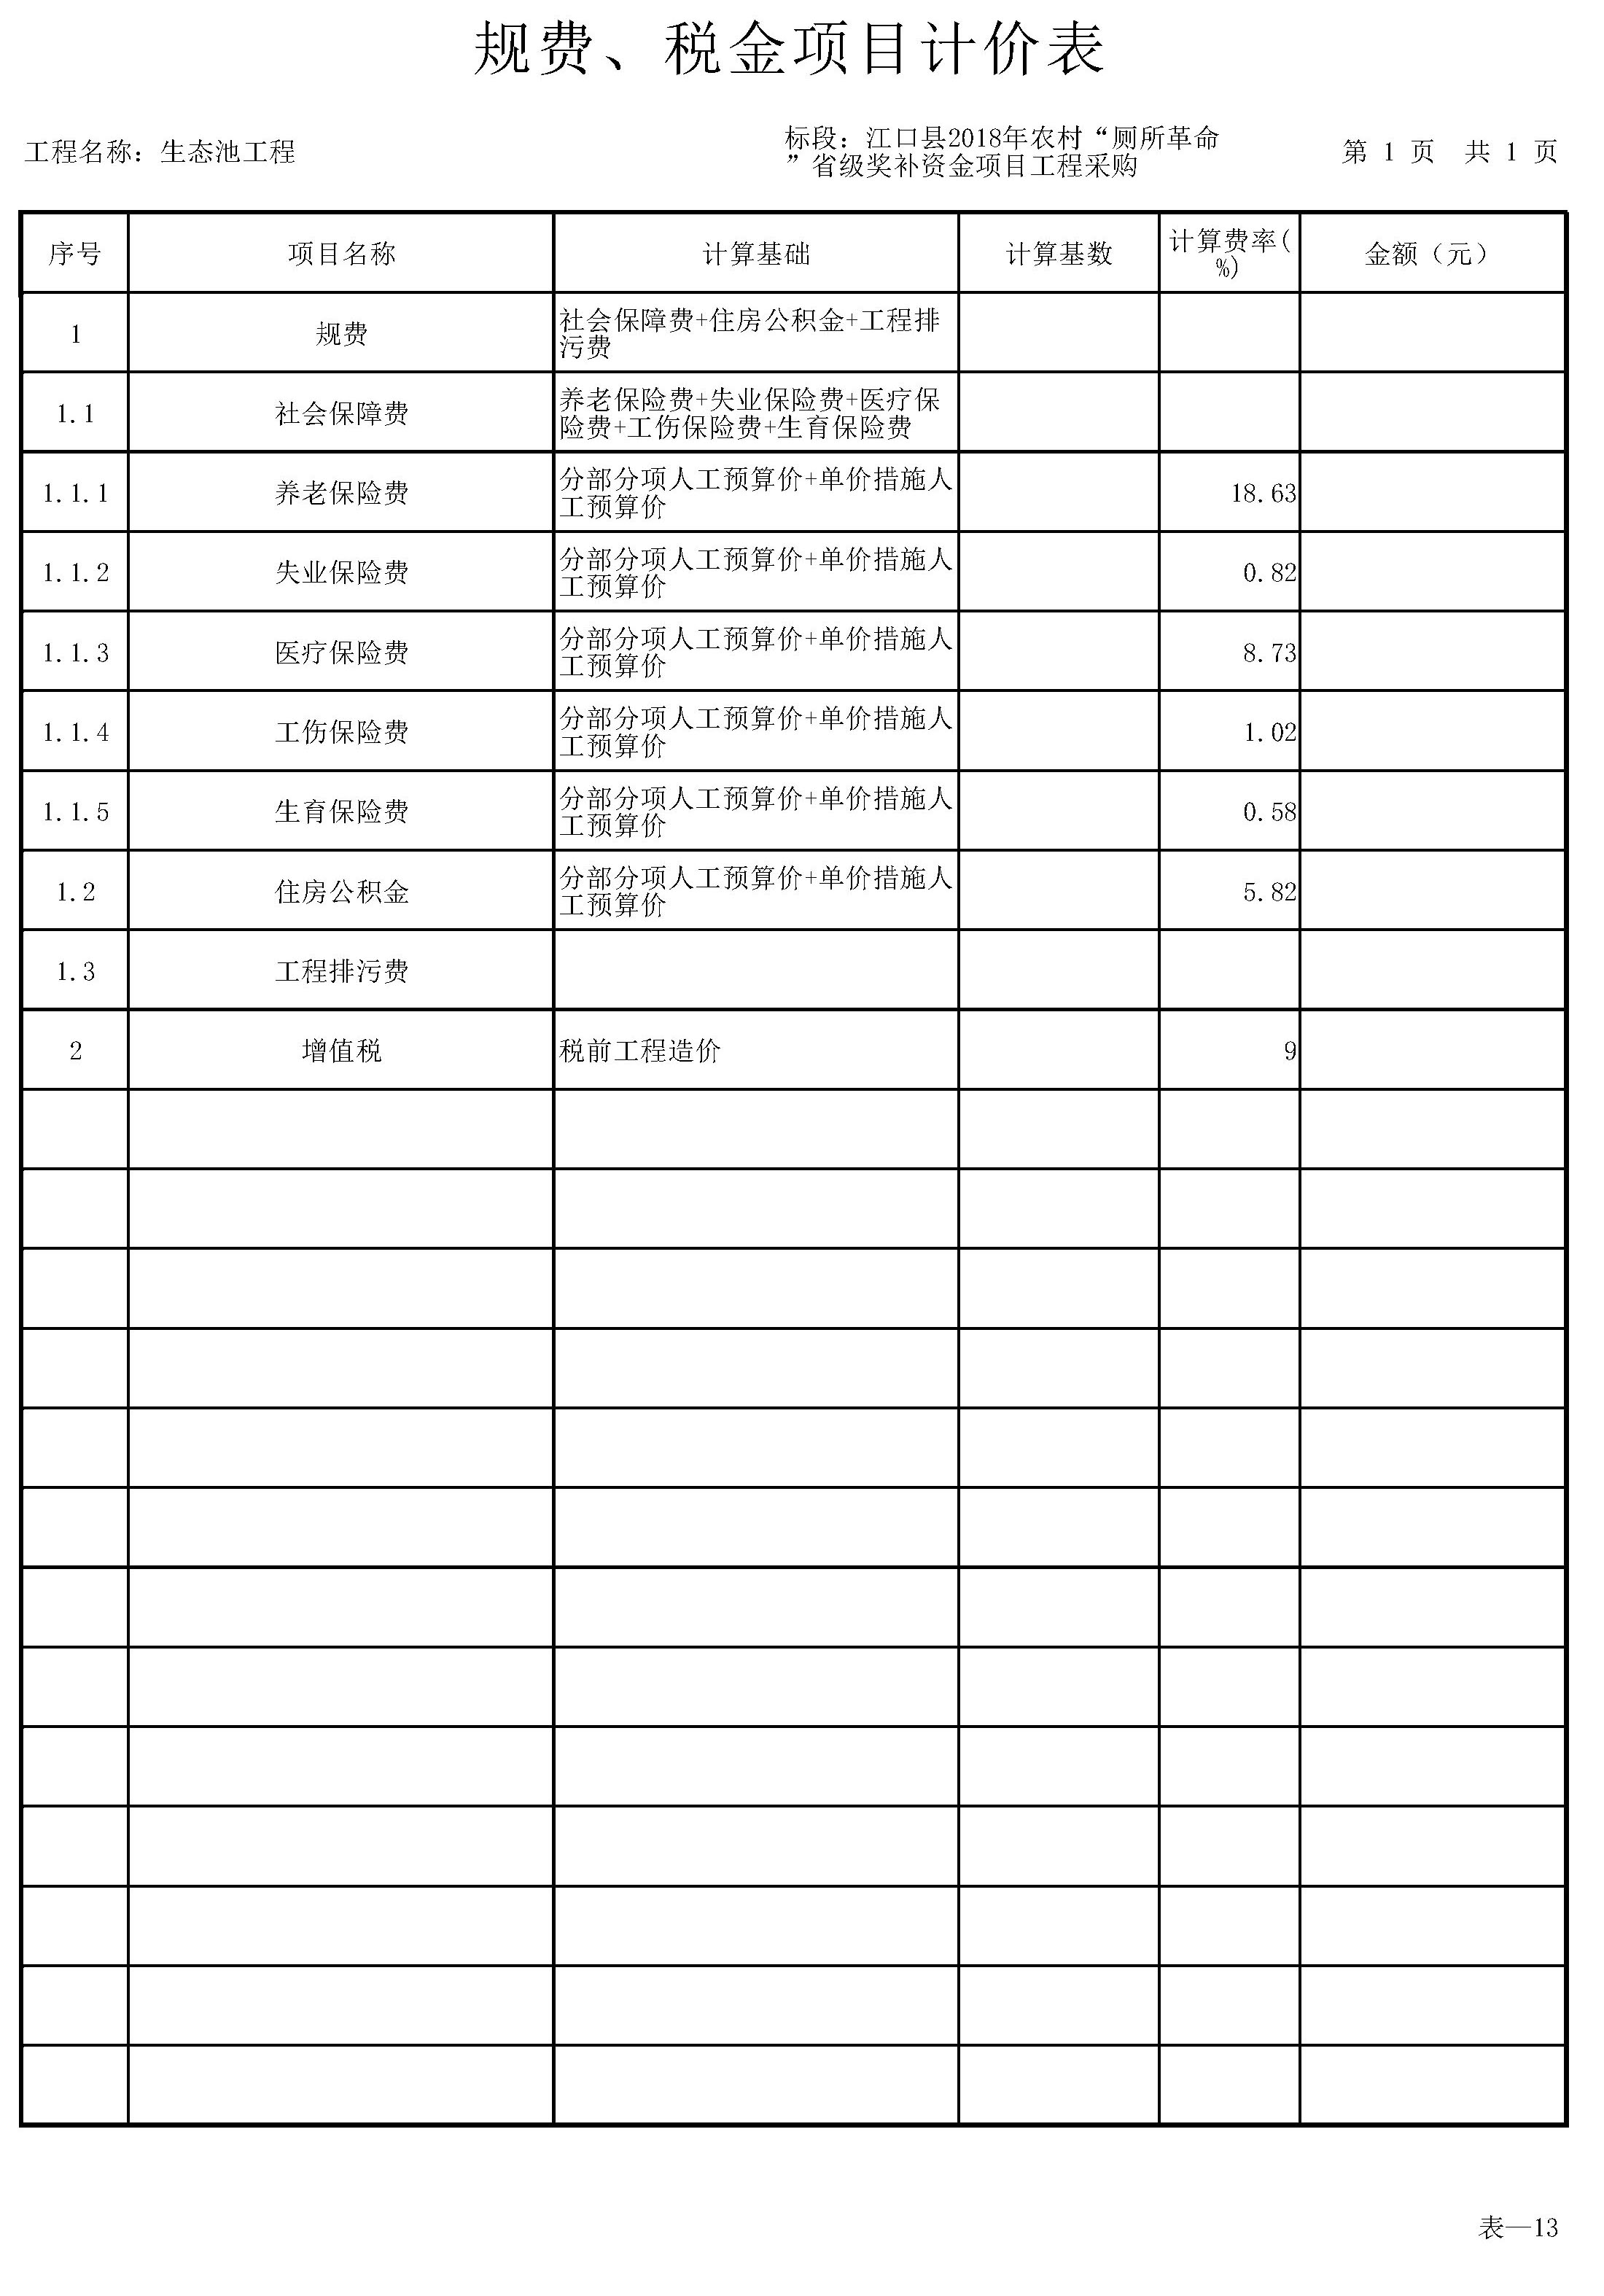 规费、税金项目计价表
工程名称：生态池工程
标段：江口县2018年农村“厕所革命
”省级奖补资金项目工程采购
第 1 页 共 1 页
序号 项目名称 计算基础 计算基数 计算费率(
%) 金额（元）
1 规费 社会保障费+住房公积金+工程排
污费
1.1 社会保障费 养老保险费+失业保险费+医疗保
险费+工伤保险费+生育保险费
1.1.1 养老保险费 分部分项人工预算价+单价措施人
工预算价 18.63
1.1.2 失业保险费 分部分项人工预算价+单价措施人
工预算价 0.82
1.1.3 医疗保险费 分部分项人工预算价+单价措施人
工预算价 8.73
1.1.4 工伤保险费 分部分项人工预算价+单价措施人
工预算价 1.02
1.1.5 生育保险费 分部分项人工预算价+单价措施人
工预算价 0.58
1.2 住房公积金 分部分项人工预算价+单价措施人
工预算价 5.82
1.3 工程排污费
2 增值税 税前工程造价 9
表—13